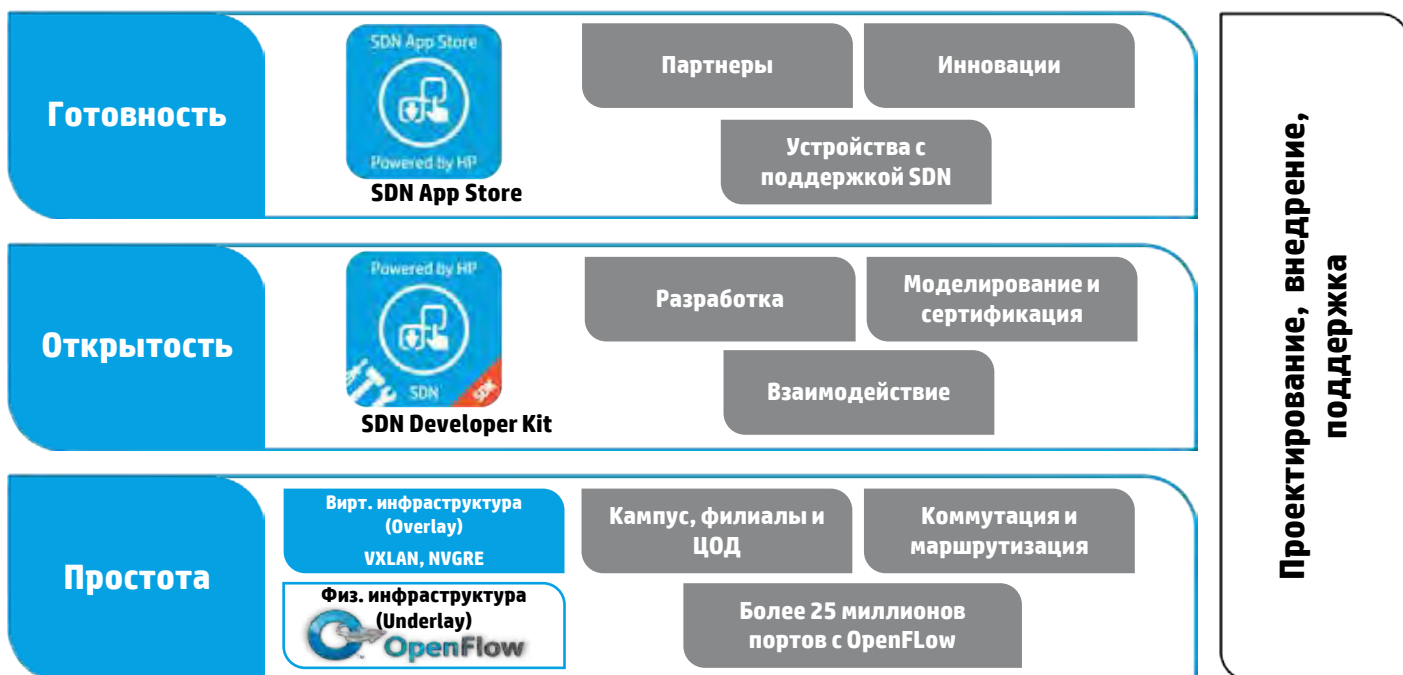 Готовность
SDN App Store
Powered by HP
SDN App Store
Партнеры
Инновации
Устройства с
поддержкой SDN
Открытость
Powered by HP
SDN
SDK
SDN Developer Kit
Разработка
Моделирование и
сертификация
Взаимодействие
Простота
Вирт. инфраструктура
(Overlay)
VXLAN, NVGRE
Физ. инфраструктура
(Underlay)
OpenFlow
Кампус, филиалы и
ЦОД
Коммутация и
маршрутизация
Более 25 миллионов
портов с OpenFLow
Проектирование, внедрение,
поддержка